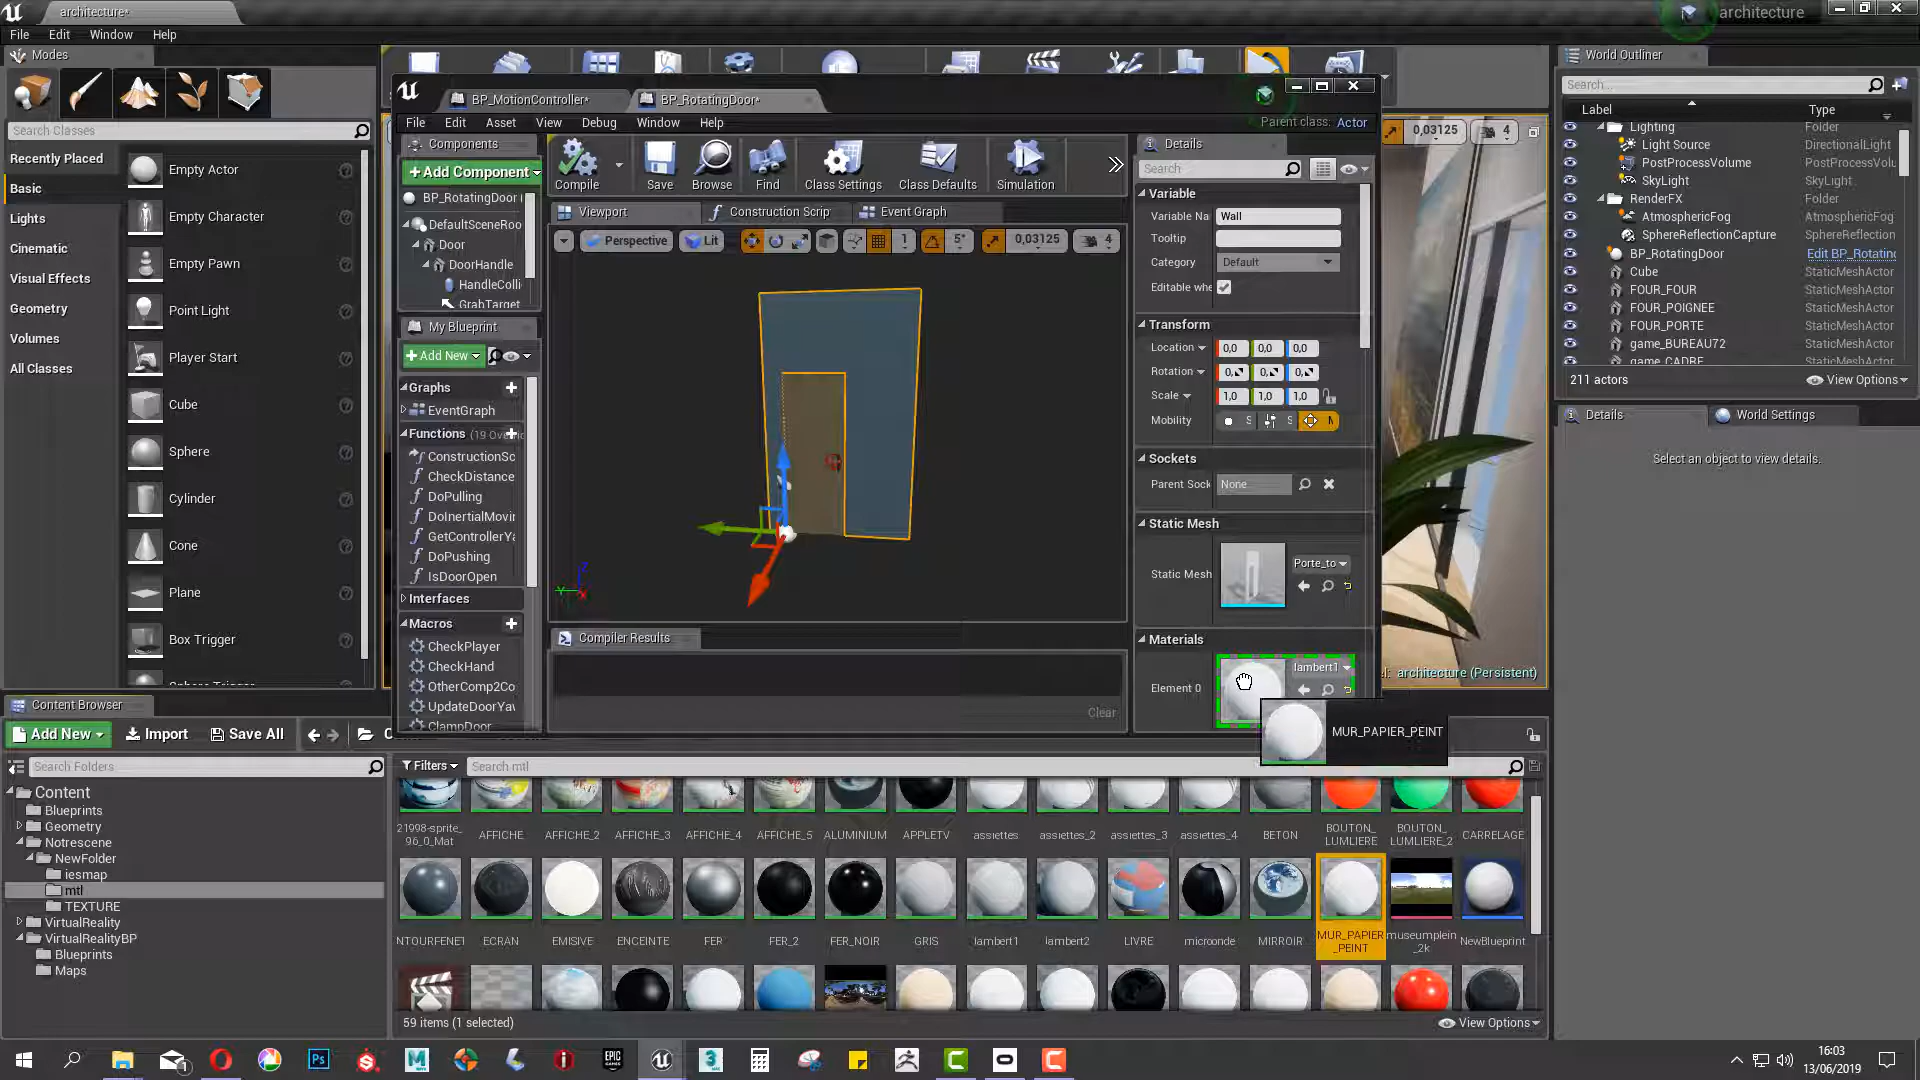 architecture*
architecture
File Edit Window Help
Modes
World Outliner
BP_MotionController*
BP_RotatingDoor*
Search Classes
Search...
Label
Type
File Edit Asset View Debug Window Help
Parent class: Actor
Recently Placed
Basic
Lights
Cinematic
Visual Effects
Geometry
Volumes
All Classes
Empty Actor
Empty Character
Empty Pawn
Point Light
Player Start
Cube
Sphere
Cylinder
Cone
Plane
Box Trigger
Components
+Add Component
BP_RotatingDoor
DefaultSceneRoo
Door
DoorHandle
HandleColli
GrabTarget
Compile
Save
Browse
Find
Class Settings
Class Defaults
Simulation
Viewport
Construction Scrip
Event Graph
Perspective
Lit
1
5°
0,03125
4
My Blueprint
+Add New
Graphs
EventGraph
Functions (19 Overr
ConstructionSc
CheckDistance
DoPulling
DoInertialMovin
GetControllerYa
DoPushing
IsDoorOpen
Interfaces
Macros
CheckPlayer
CheckHand
OtherComp2Co
UpdateDoorYaw
ClampDoor
Compiler Results
Clear
Details
Search
Variable
Variable Na
Wall
Tooltip
Category
Default
Editable whe
Transform
Location
0,0 0,0 0,0
Rotation
0, 0, 0,
Scale
1,0 1,0 1,0
Mobility
S S M
Sockets
Parent Sock
None
Static Mesh
Static Mesh
Porte_to
Materials
Element 0
lambert1
MUR_PAPIER_PEINT
0,03125
4
architecture (Persistent)
Lighting Folder
Light Source DirectionalLight
PostProcessVolume PostProcessVolu
SkyLight SkyLight
RenderFX Folder
AtmosphericFog AtmosphericFog
SphereReflectionCapture SphereReflection
BP_RotatingDoor Edit BP_Rotating
Cube StaticMeshActor
FOUR_FOUR StaticMeshActor
FOUR_POIGNEE StaticMeshActor
FOUR_PORTE StaticMeshActor
game_BUREAU72 StaticMeshActor
game_CADRE StaticMeshActor
211 actors
View Options
Details
World Settings
Select an object to view details.
Content Browser
Add New
Import
Save All
Search Folders
Filters
Search mtl
Content
Blueprints
Geometry
Notrescene
NewFolder
iesmap
mtl
TEXTURE
VirtualReality
VirtualRealityBP
Blueprints
Maps
21998-sprite_96_0_Mat
AFFICHE
AFFICHE_2
AFFICHE_3
AFFICHE_4
AFFICHE_5
ALUMINIUM
APPLETV
assiettes
assiettes_2
assiettes_3
assiettes_4
BETON
BOUTON_LUMLIERE
BOUTON_LUMLIERE_2
CARRELAGE
NTOURFENET
ECRAN
EMISIVE
ENCEINTE
FER
FER_2
FER_NOIR
GRIS
lambert1
lambert2
LIVRE
microonde
MIRROIR
MUR_PAPIER_PEINT
museumplein_2k
NewBlueprint
59 items (1 selected)
View Options
16:03
13/06/2019